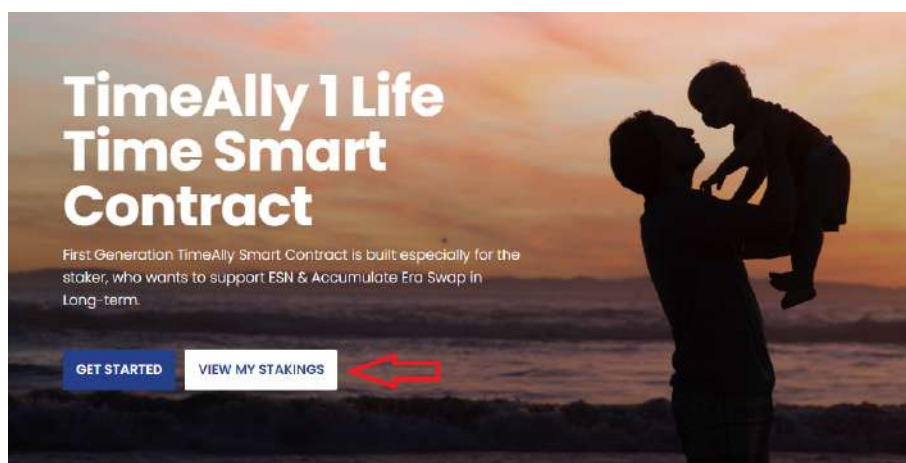 TimeAlly 1 Life
Time Smart
Contract
First Generation TimeAlly Smart Contract is built especially for the
staker, who wants to support ESN & Accumulate Era Swap in
Long-term.
GET STARTED VIEW MY STAKINGS